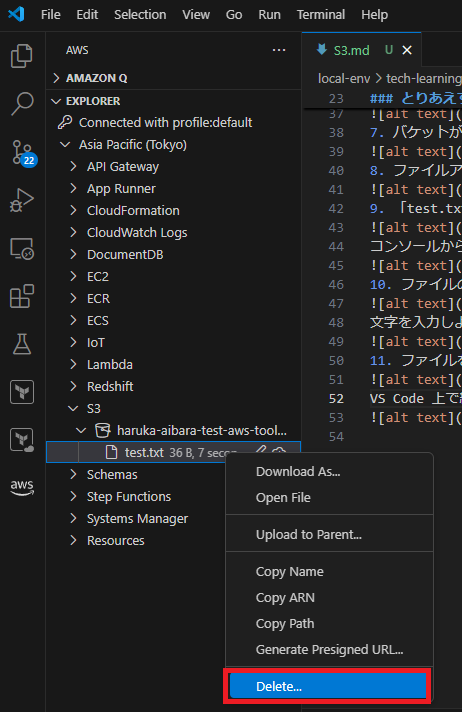 File Edit Selection View Go Run Terminal Help
AWS
AMAZON Q
EXPLORER
Connected with profile:default
Asia Pacific (Tokyo)
API Gateway
App Runner
CloudFormation
CloudWatch Logs
DocumentDB
EC2
ECR
ECS
IoT
Lambda
Redshift
S3
haruka-aibara-test-aws-tool...
test.txt 36 B, 7 secon
Schemas
Step Functions
Systems Manager
Resources
22
aws
S3.md U
local-env > tech-learning
23 ### とりあえず
37 ![alt text](
38 7. バケットが
39 ![alt text](
40 8. ファイルア
41 ![alt text](
42 9. 「test.tx
43 ![alt text](
44 コンソールから
45 ![alt text](
46 10. ファイルの
47 ![alt text](
48 文字を入力しよ
49 ![alt text](
50 11. ファイルを
51 ![alt text](
52 VS Code 上で
53 ![alt text](
54
Download As...
Open File
Upload to Parent...
Copy Name
Copy ARN
Copy Path
Generate Presigned URL...
Delete...